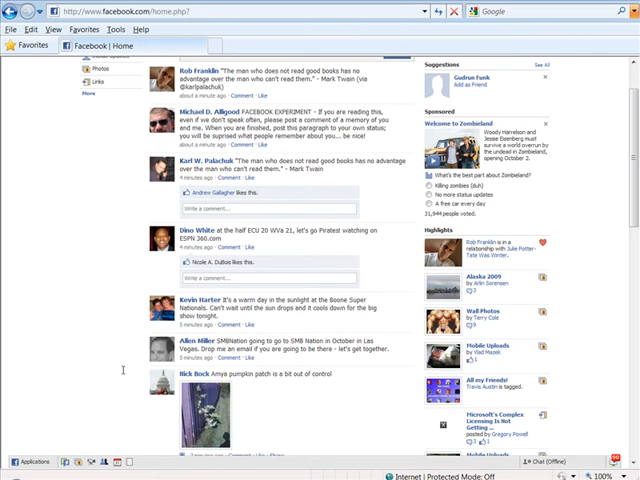 http://www.facebook.com/home.php?
Google
File Edit View Favorites Tools Help
Favorites
Facebook | Home
Photos
Links
More
Rob Franklin "The man who does not read good books has no
advantage over the man who can't read them." - Mark Twain (via
@karlpalachuk)
about a minute ago · Comment · Like
Michael D. Alligood FACEBOOK EXPERIMENT - If you are reading this,
even if we don't speak often, please post a comment of a memory of you
and me. When you are finished, post this paragraph to your own status;
you will be suprised what people remember about you... be nice!
about a minute ago · Comment · Like
Karl W. Palachuk "The man who does not read good books has no advantage
over the man who can't read them." - Mark Twain
4 minutes ago · Comment · Like
Andrew Gallagher likes this.
Write a comment...
Dino White at the half ECU 20 WVa 21, let's go Pirates! watching on
ESPN 360.com
4 minutes ago · Comment · Like
Nicole A. DuBois likes this.
Write a comment...
Kevin Harter It's a warm day in the sunlight at the Boone Super
Nationals. Can't wait until the sun drops and it cools down for the big
show tonight.
5 minutes ago · Comment · Like
Allen Miller SMBNation going to go to SMB Nation in October in Las
Vegas. Drop me an email if you are going to be there - let's get together.
5 minutes ago · Comment · Like
Nick Bock Amya pumpkin patch is a bit out of control
Suggestions
See All
Gudrun Funk
Add as Friend
Sponsored
Welcome to Zombieland
Woody Harrelson and
Jessie Eisenberg must
survive a world overrun by
the undead in Zombieland,
opening October 2.
What's the best part about Zombieland?
Killing zombies (duh)
No more status updates
A free car every day
31,944 people voted.
Highlights
Rob Franklin is in a
relationship with Julie Potter-
Tate Was Winter.
Alaska 2009
by Arlin Sorensen
3
Wall Photos
by Terry Cole
9
Mobile Uploads
by Vlad Mazek
1
All my Friends!
Travis Austin is tagged.
Microsoft's Complex
Licensing Is Not
Getting ...
posted by Gregory Powell
3 1
Applications
Chat (Offline)
Internet | Protected Mode: Off
100%